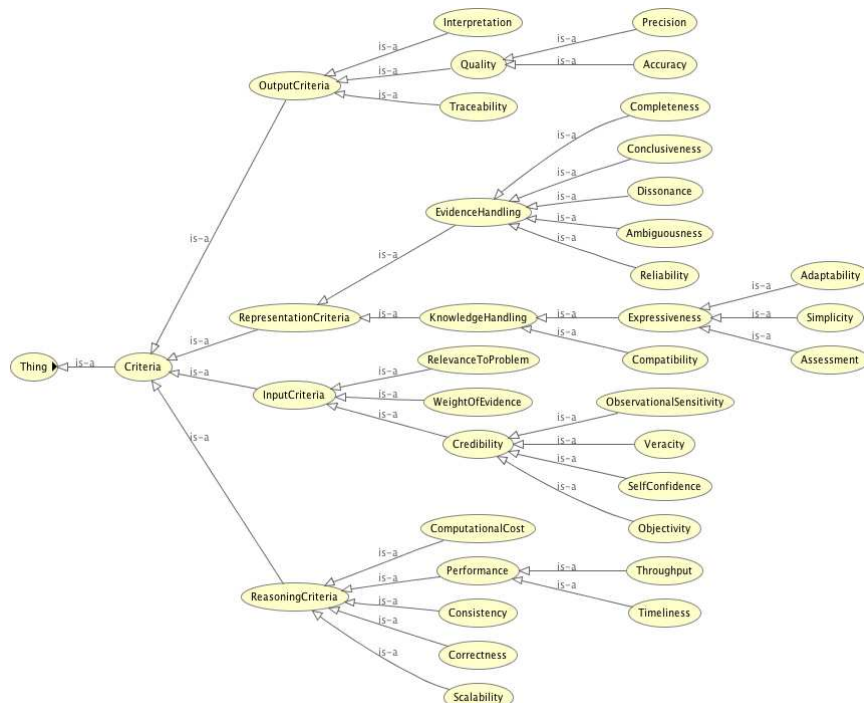 Interpretation
Precision
is-a
is-a
is-a
Quality
is-a
Accuracy
OutputCriteria
is-a
Traceability
Completeness
is-a
Conclusiveness
is-a
is-a
Dissonance
EvidenceHandling
is-a
Ambiguousness
is-a
is-a
Reliability
is-a
Adaptability
is-a
RepresentationCriteria
is-a
KnowledgeHandling
is-a
Expressiveness
is-a
Simplicity
is-a
is-a
is-a
RelevanceToProblem
Compatibility
Assessment
Thing
is-a
Criteria
is-a
is-a
InputCriteria
is-a
WeightOfEvidence
ObservationalSensitivity
is-a
is-a
is-a
Credibility
is-a
Veracity
is-a
SelfConfidence
is-a
ComputationalCost
Objectivity
is-a
is-a
Performance
is-a
Throughput
ReasoningCriteria
is-a
is-a
Consistency
Timeliness
is-a
Correctness
is-a
Scalability